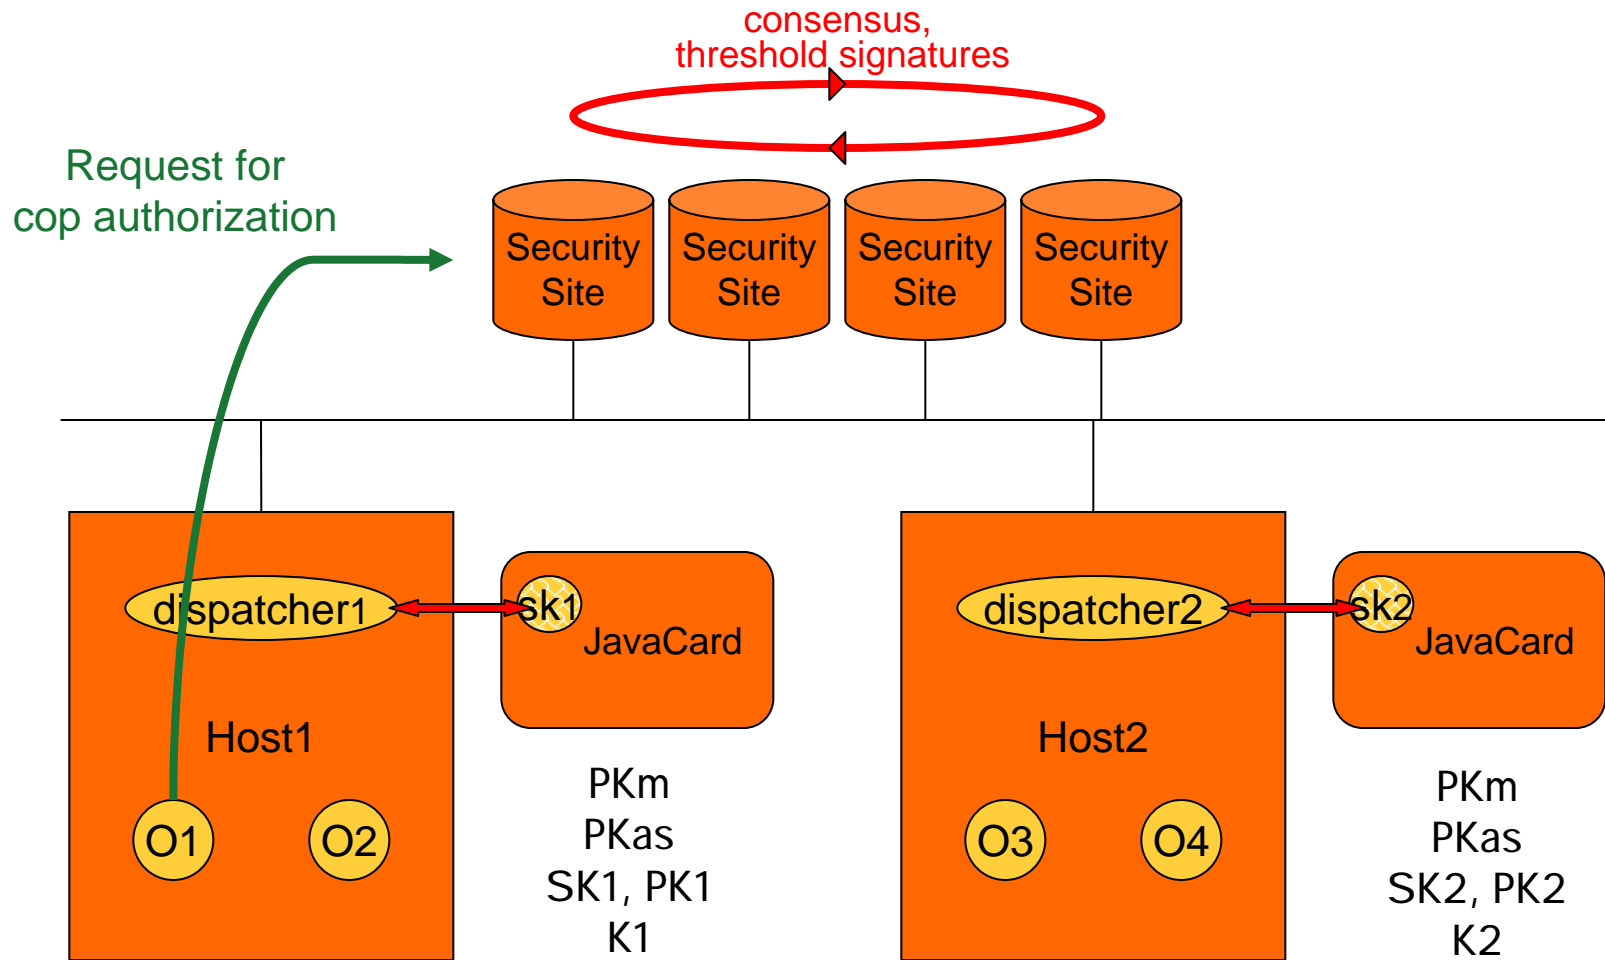 consensus,
threshold signatures
Request for
cop authorization
Security
Site
Security
Site
Security
Site
Security
Site
dispatcher1
sk1
JavaCard
Host1
O1
O2
PKm
PKas
SK1, PK1
K1
dispatcher2
sk2
JavaCard
Host2
O3
O4
PKm
PKas
SK2, PK2
K2